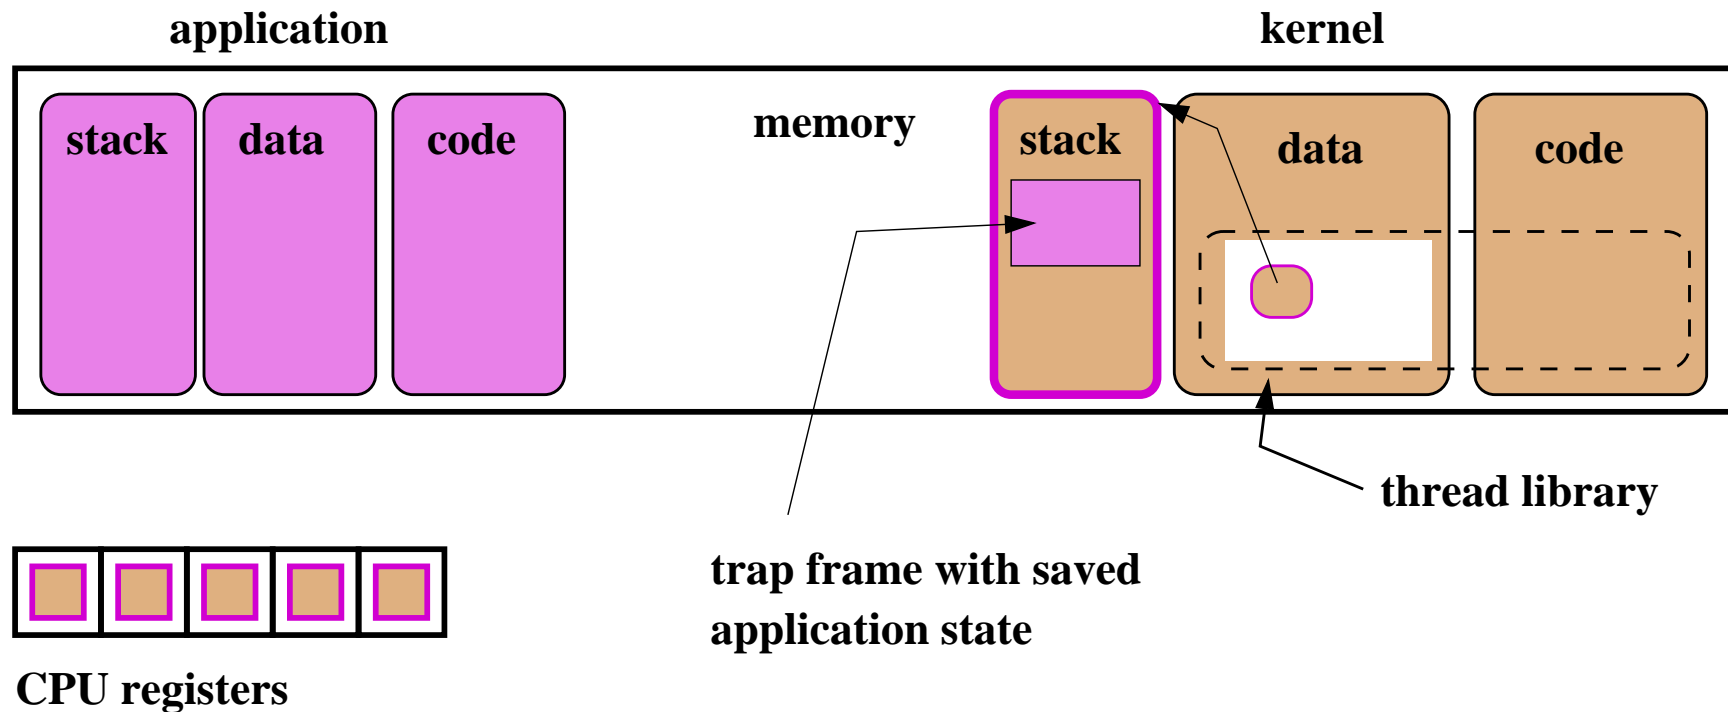 application
kernel
stack
data
code
memory
stack
data
code
thread library
trap frame with saved
application state
CPU registers